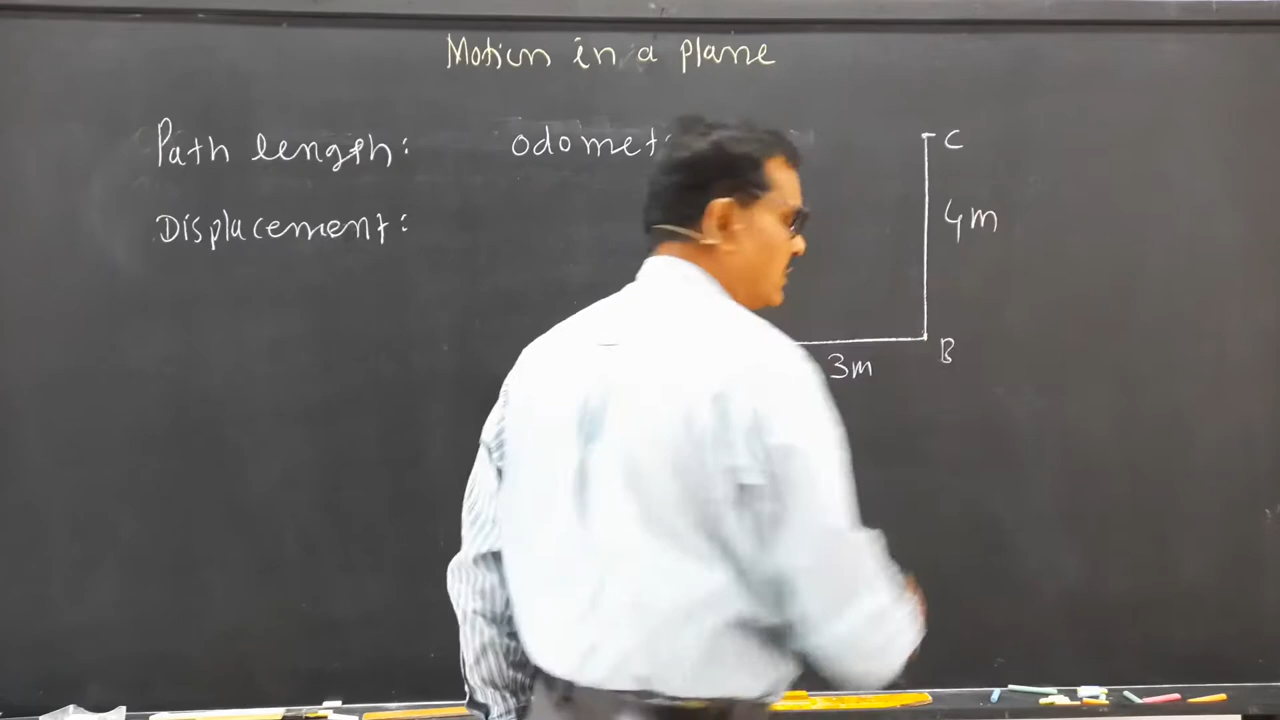 Motion in a plane
Path length:
C
Displacement:
4m
B
3m